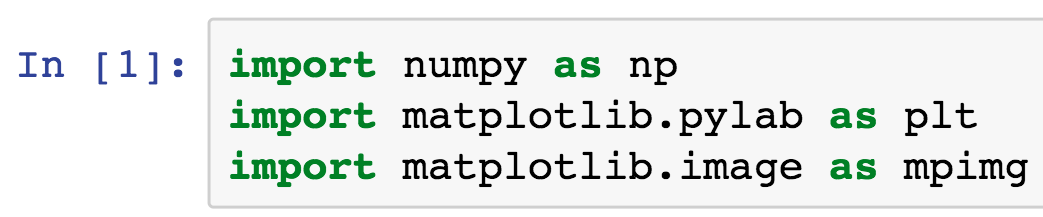 In [1]: import numpy as np
import matplotlib.pylab as plt
import matplotlib.image as mpimg